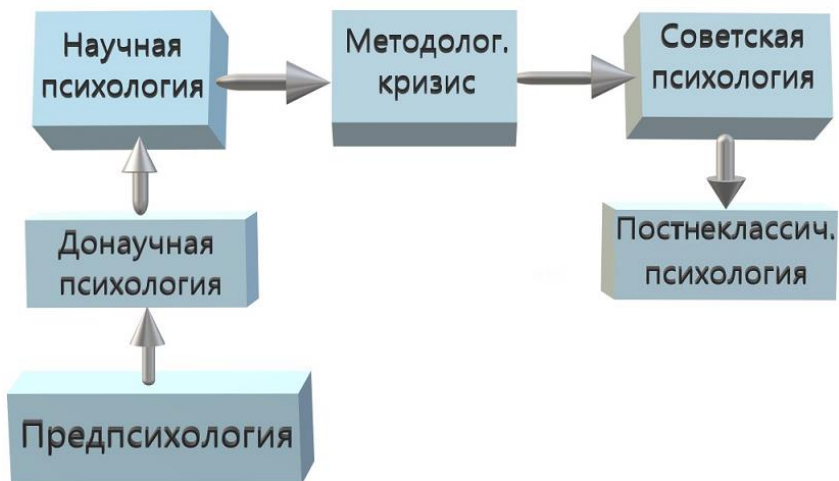 Научная
психология
Методолог.
кризис
Советская
психология
Донаучная
психология
Постнеклассич.
психология
Предпсихология